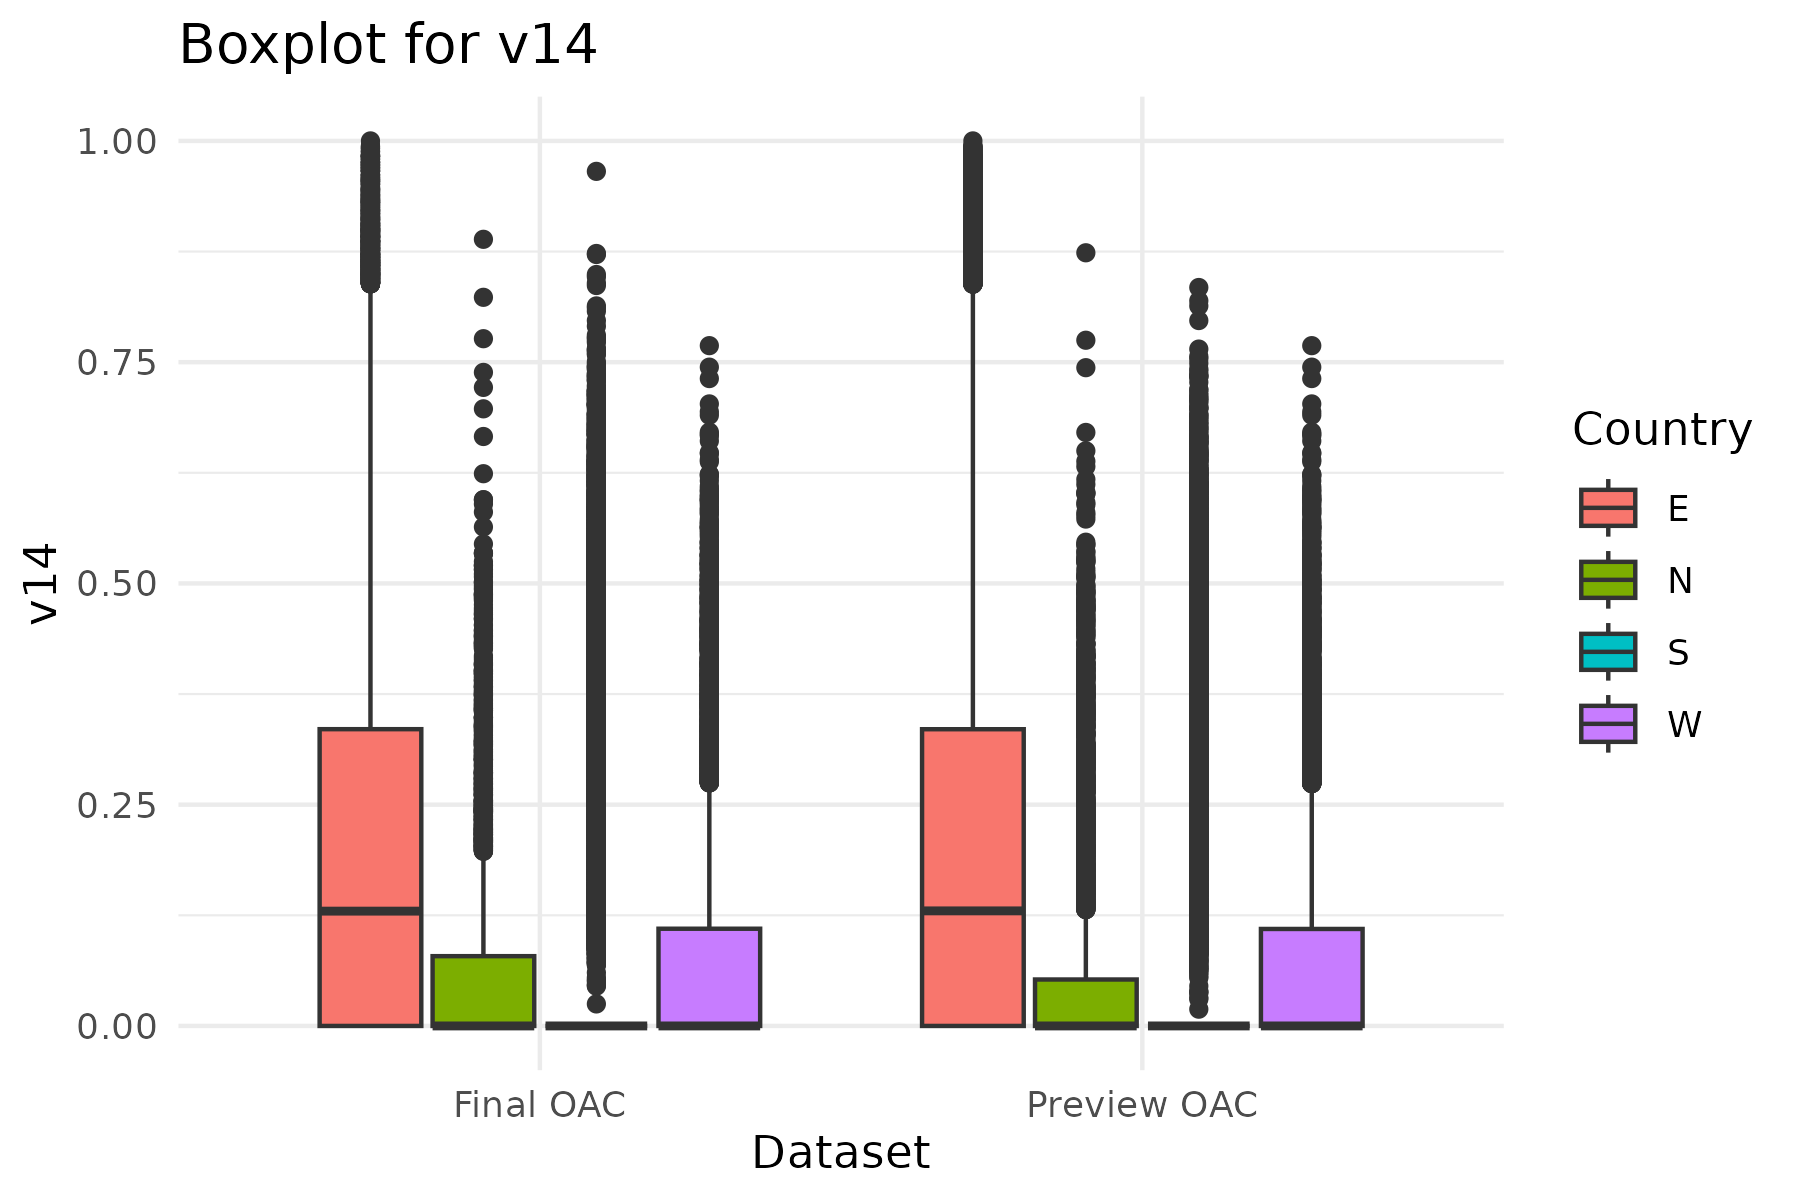 Boxplot for v14
1.00
0.75
0.50
0.25
0.00
v14
Final OAC
Preview OAC
Dataset
Country
E
N
S
W